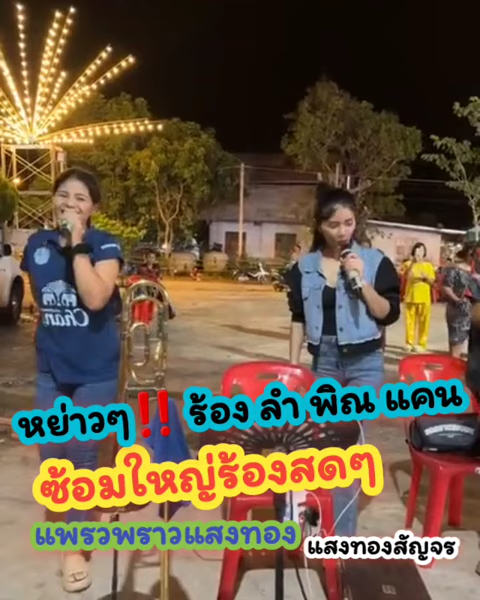 หย่าวๆ‼️ ร้อง ลำ พิณ แคน
ซ้อมใหญ่ร้องสดๆ
แพรวพราวแสงทอง
แสงทองสัญจร